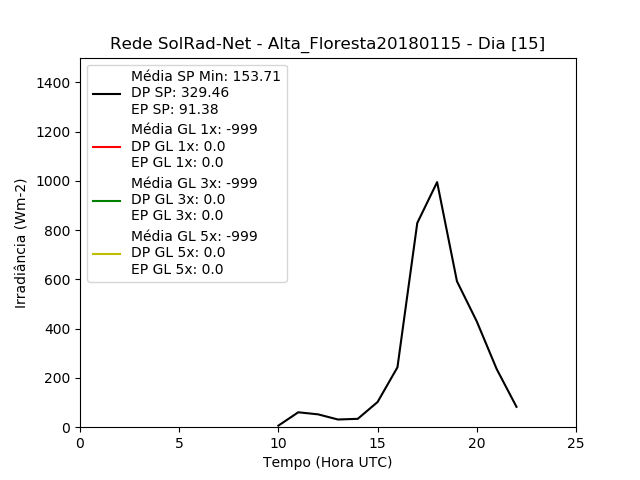 Rede SolRad-Net - Alta_Floresta20180115 - Dia [15]
Média SP Min: 153.71
DP SP: 329.46
EP SP: 91.38
Média GL 1x: -999
DP GL 1x: 0.0
EP GL 1x: 0.0
Média GL 3x: -999
DP GL 3x: 0.0
EP GL 3x: 0.0
Média GL 5x: -999
DP GL 5x: 0.0
EP GL 5x: 0.0
Irradiância (Wm-2)
1400
1200
1000
800
600
400
200
0
0 5 10 15 20 25
Tempo (Hora UTC)